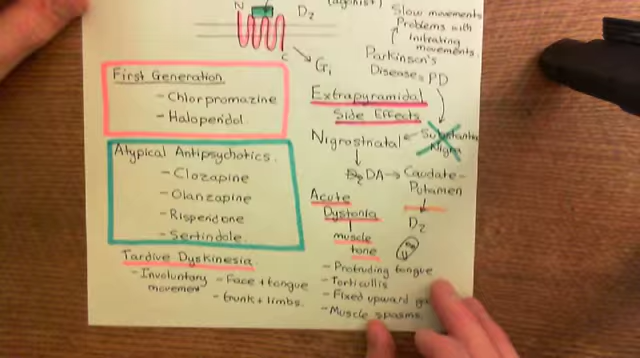 N
D2
(agonist)
C
Gi
Slow movements
Problems with
initiating
movements.
Parkinson's
Disease = PD
First Generation
- Chlorpromazine
- Haloperidol.
Extrapyramidal
Side Effects
Substantia
Nigra
Nigrostriatal
DA → Caudate-
Putamen
D2
Atypical Antipsychotics.
- Clozapine
- Olanzapine
- Risperidone
- Sertindole.
Acute
Dystonia
muscle
tone
- Protruding tongue
- Torticullis
- Fixed upward
- Muscle spasms.
Tardive Dyskinesia.
- Involuntary
movement
- Face + tongue
- trunk + limbs.